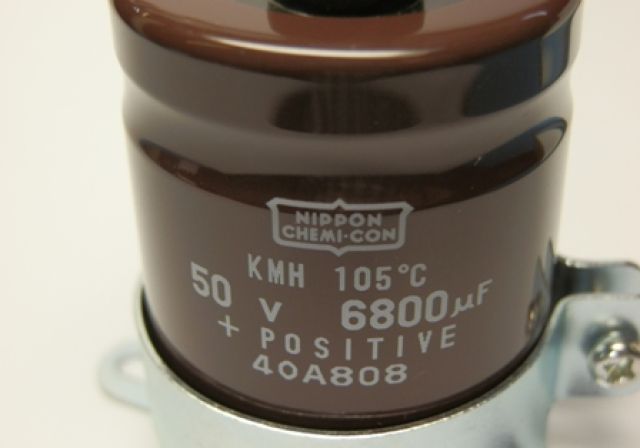 NIPPON
CHEMI-CON
KMH 105°C
50 V 6800µF
+ POSITIVE
40A808